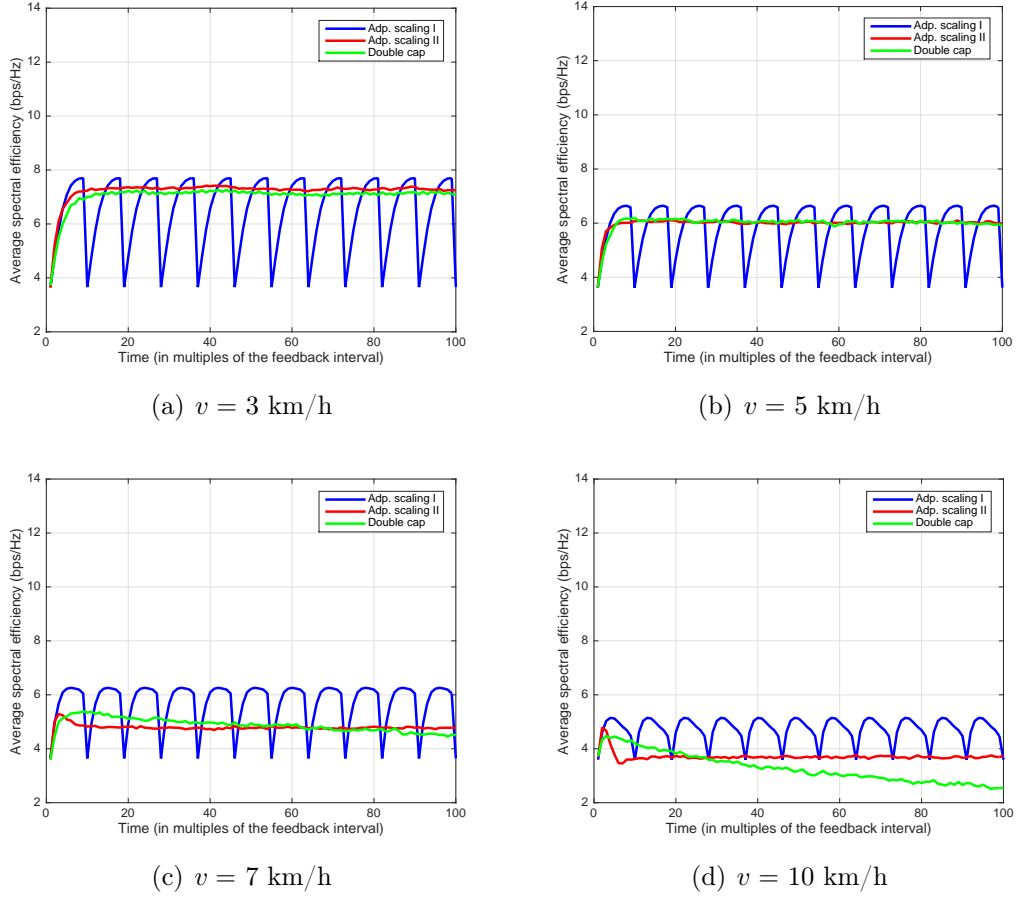 14
12
10
8
6
4
2
0 20 40 60 80 100
Average spectral efficiency (bps/Hz)
Time (in multiples of the feedback interval)
Adp. scaling I
Adp. scaling II
Double cap
(a) v = 3 km/h
14
12
10
8
6
4
2
0 20 40 60 80 100
Average spectral efficiency (bps/Hz)
Time (in multiples of the feedback interval)
Adp. scaling I
Adp. scaling II
Double cap
(b) v = 5 km/h
14
12
10
8
6
4
2
0 20 40 60 80 100
Average spectral efficiency (bps/Hz)
Time (in multiples of the feedback interval)
Adp. scaling I
Adp. scaling II
Double cap
(c) v = 7 km/h
14
12
10
8
6
4
2
0 20 40 60 80 100
Average spectral efficiency (bps/Hz)
Time (in multiples of the feedback interval)
Adp. scaling I
Adp. scaling II
Double cap
(d) v = 10 km/h